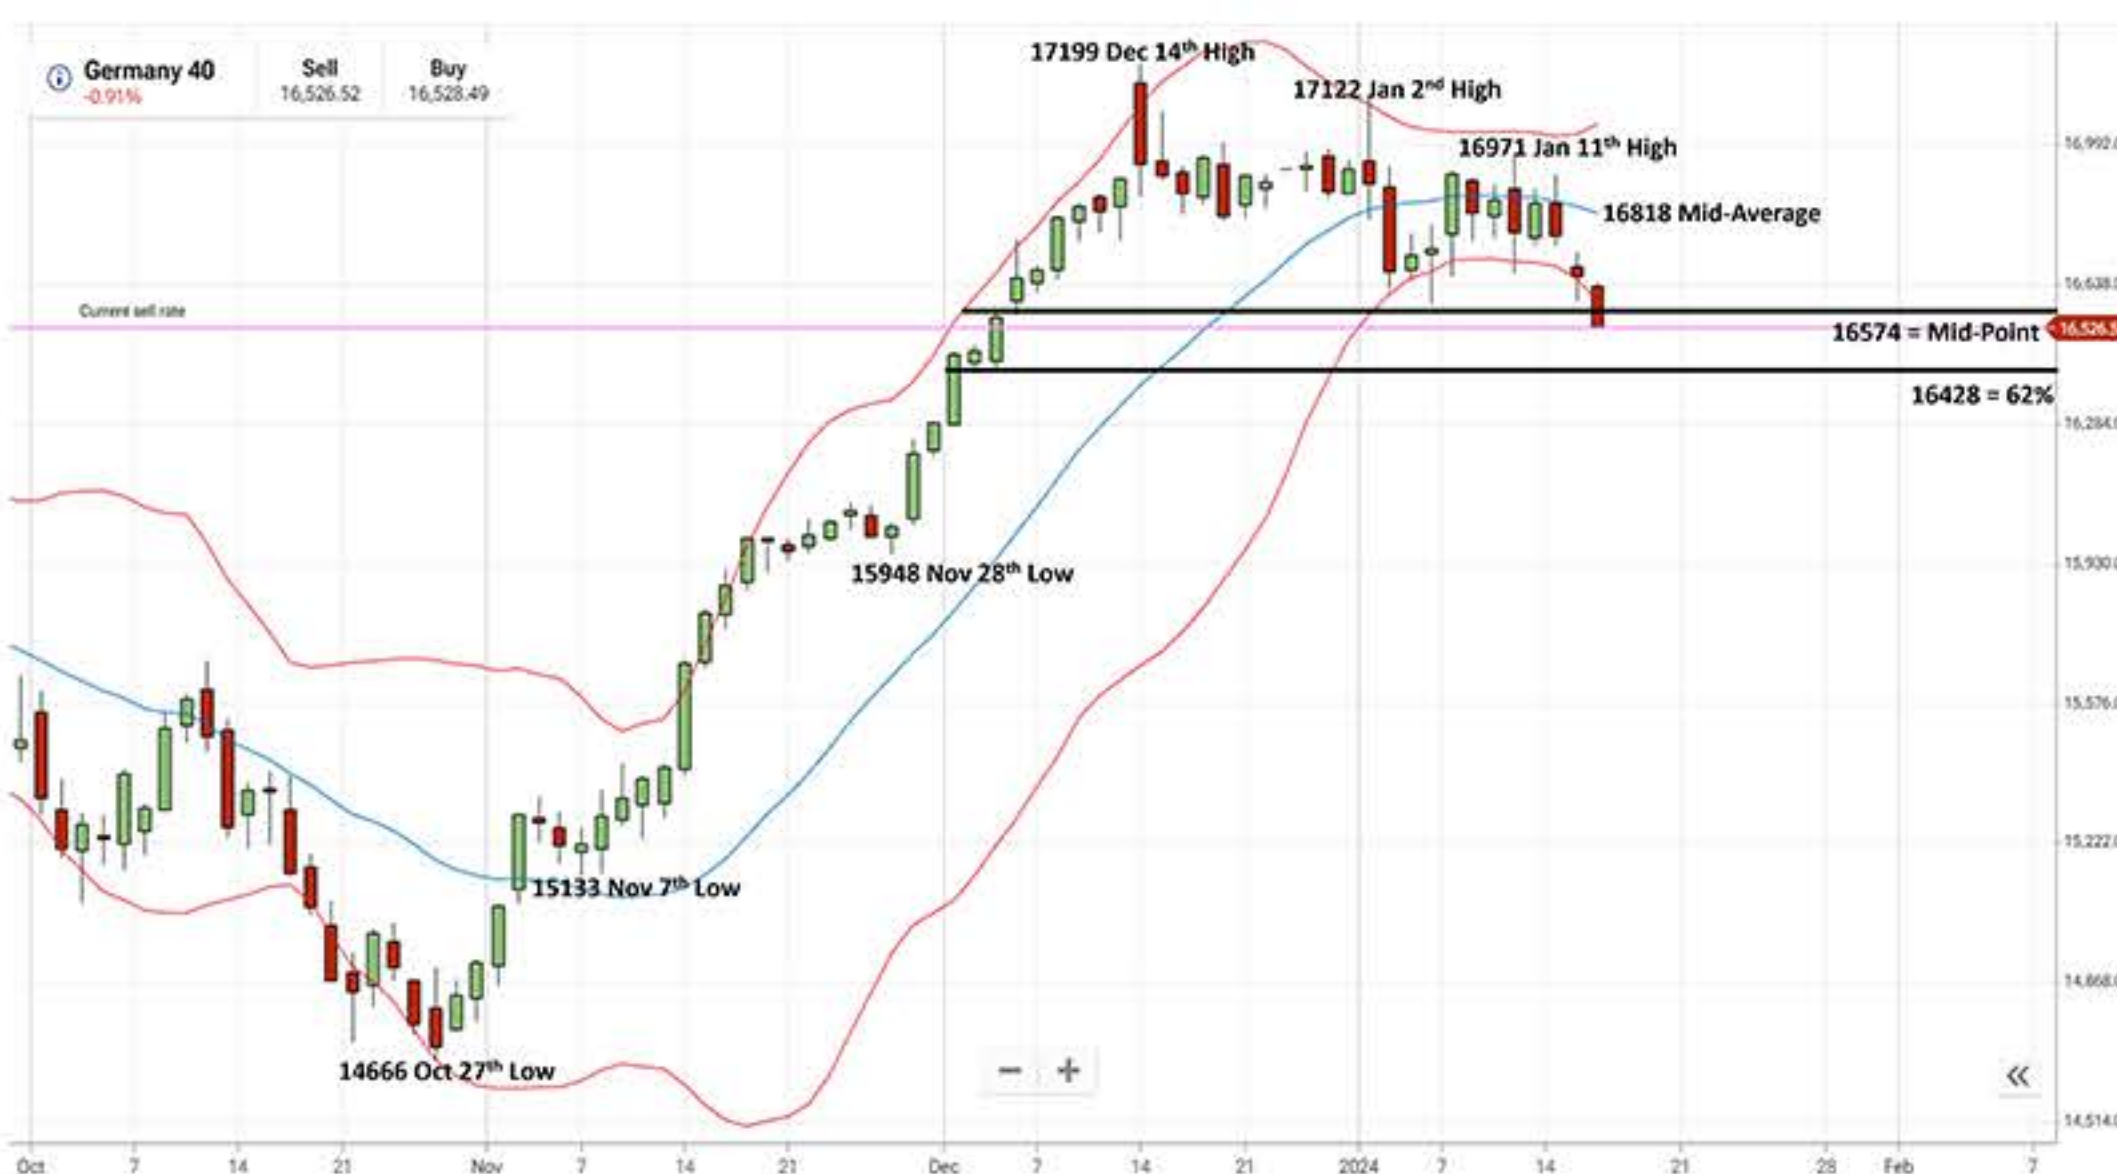 Germany 40
-0.91%
Sell
16,526.52
Buy
16,528.49
17199 Dec 14th High
17122 Jan 2nd High
16971 Jan 11th High
16818 Mid-Average
Current sell rate
16574 = Mid-Point
16428 = 62%
15948 Nov 28th Low
15133 Nov 7th Low
14666 Oct 27th Low
16,992.0
16,638.0
16,526.5
16,284.0
15,930.0
15,576.0
15,222.0
14,868.0
14,514.0
− +
«
Oct 7 14 21 Nov 7 14 21 Dec 7 14 21 2024 7 14 21 28 Feb 7